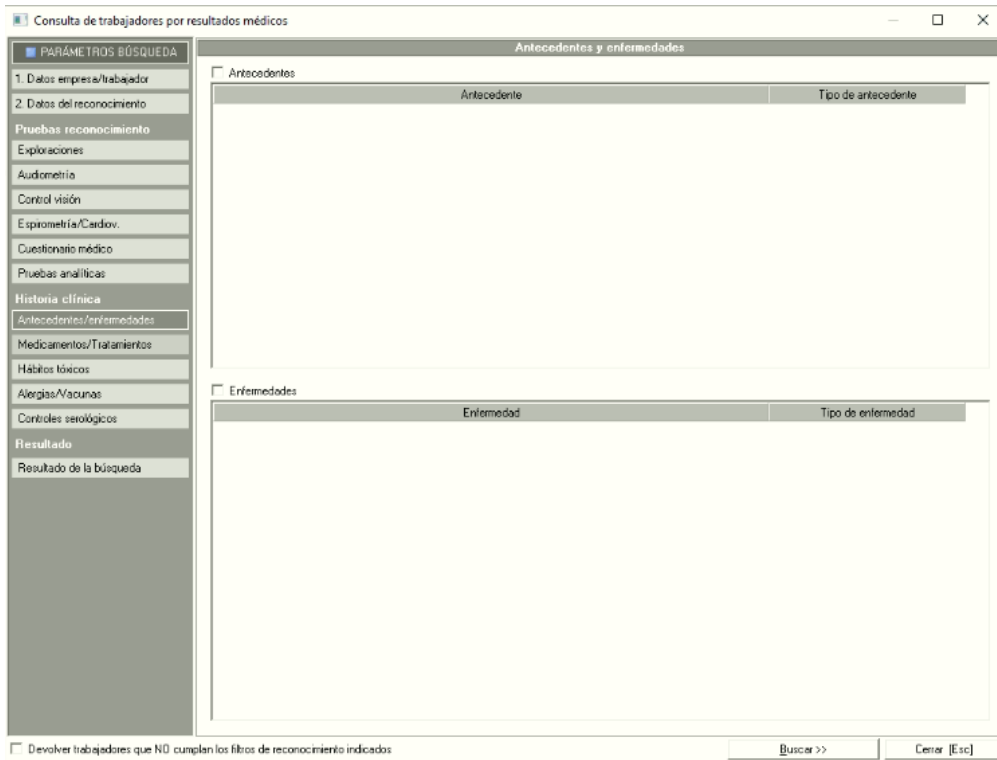 Consulta de trabajadores por resultados médicos
PARÁMETROS BÚSQUEDA
1. Datos empresa/trabajador
2. Datos del reconocimiento
Pruebas reconocimiento
Exploraciones
Audiometría
Control visión
Espirometría/Cardiov.
Cuestionario médico
Pruebas analíticas
Historia clínica
Antecedentes/enfermedades
Medicamentos/Tratamientos
Hábitos tóxicos
Alergias/Vacunas
Controles serológicos
Resultado
Resultado de la búsqueda
Antecedentes y enfermedades
Antecedentes
Antecedente Tipo de antecedente
Enfermedades
Enfermedad Tipo de enfermedad
Devolver trabajadores que NO cumplan los filtros de reconocimiento indicados
Buscar >> Cerrar [Esc]